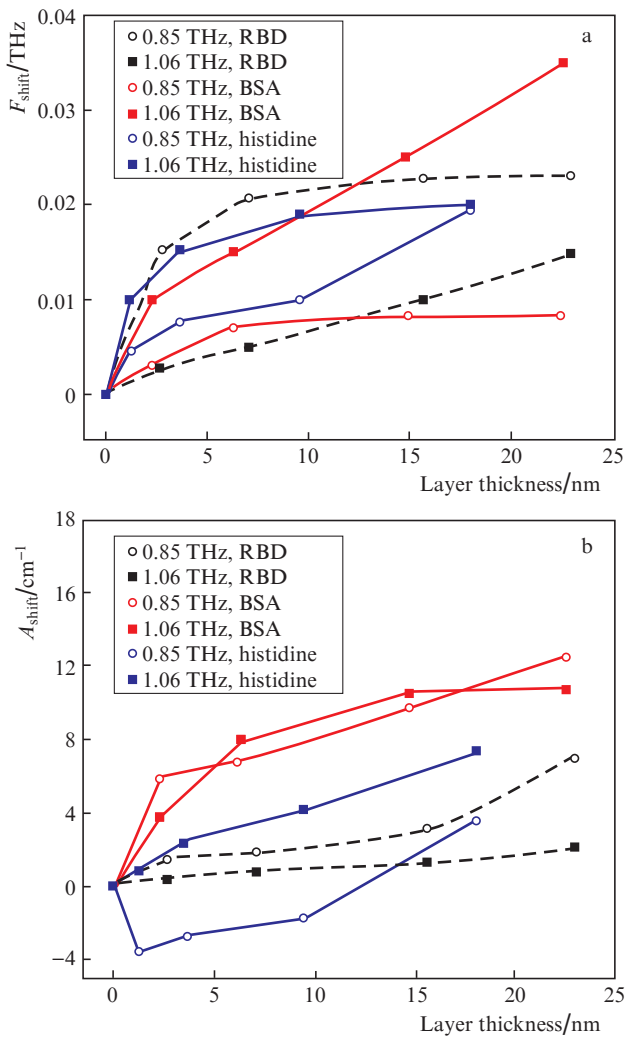 a
F_shift/THz
0.04
0.03
0.02
0.01
0
0.85 THz, RBD
1.06 THz, RBD
0.85 THz, BSA
1.06 THz, BSA
0.85 THz, histidine
1.06 THz, histidine
0 5 10 15 20 25
Layer thickness/nm
b
A_shift/cm⁻¹
18
16
12
8
4
0
−4
0.85 THz, RBD
1.06 THz, RBD
0.85 THz, BSA
1.06 THz, BSA
0.85 THz, histidine
1.06 THz, histidine
0 5 10 15 20 25
Layer thickness/nm